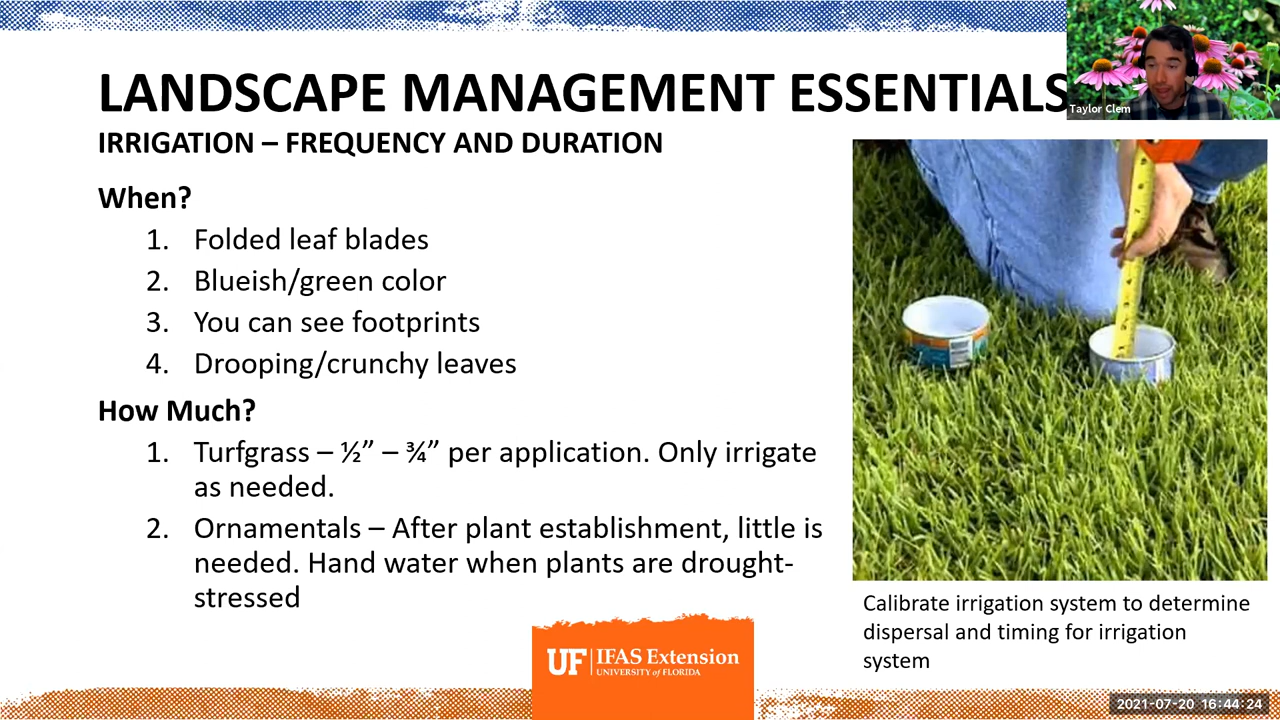 LANDSCAPE MANAGEMENT ESSENTIALS
Taylor Clem
IRRIGATION – FREQUENCY AND DURATION
When?
1. Folded leaf blades
2. Blueish/green color
3. You can see footprints
4. Drooping/crunchy leaves
How Much?
1. Turfgrass – ½” – ¾” per application. Only irrigate
as needed.
2. Ornamentals – After plant establishment, little is
needed. Hand water when plants are drought-
stressed
Calibrate irrigation system to determine
dispersal and timing for irrigation
system
UF IFAS Extension
UNIVERSITY of FLORIDA
2021-07-20 16:44:24